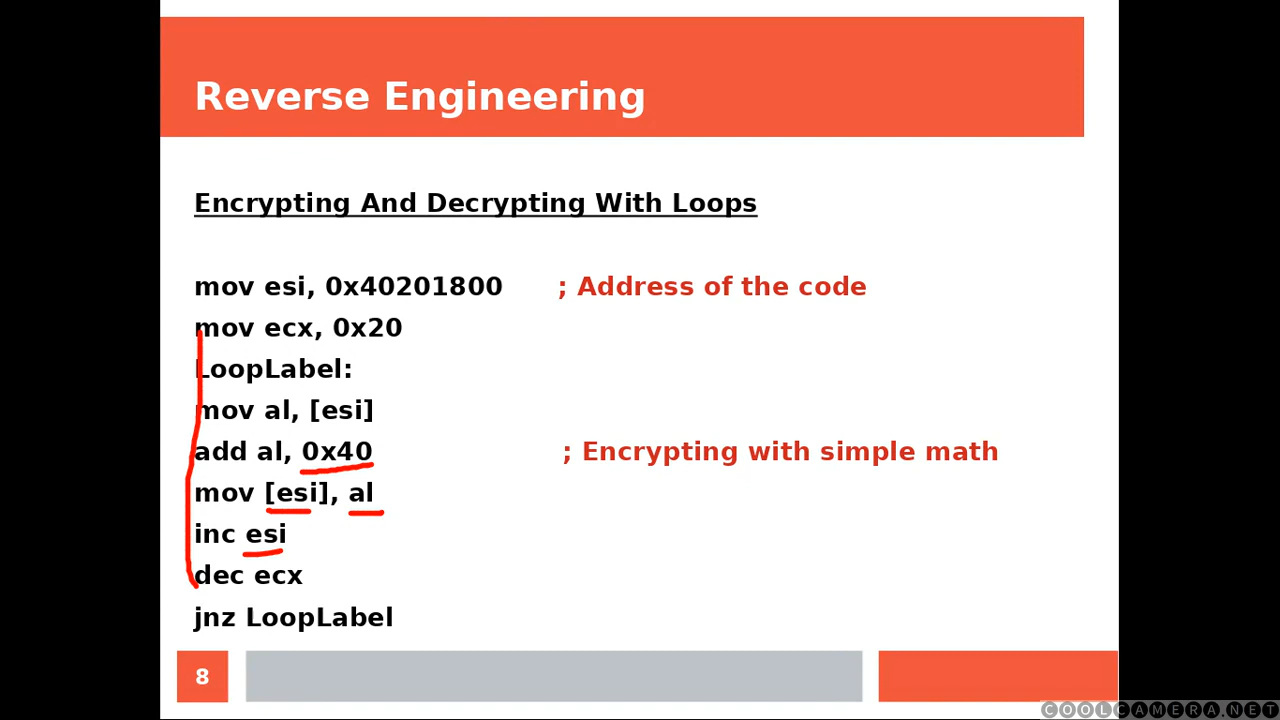 Reverse Engineering
Encrypting And Decrypting With Loops
mov esi, 0x40201800 ; Address of the code
mov ecx, 0x20
LoopLabel:
mov al, [esi]
add al, 0x40 ; Encrypting with simple math
mov [esi], al
inc esi
dec ecx
jnz LoopLabel
8
COOLCAMERA.NET